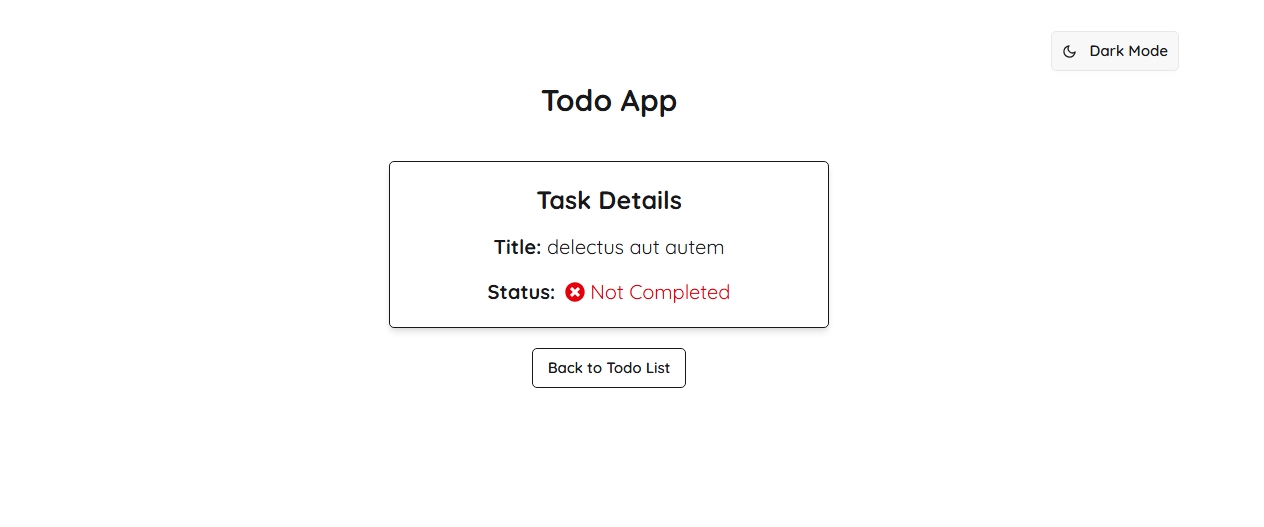 Dark Mode
Todo App
Task Details
Title: delectus aut autem
Status: Not Completed
Back to Todo List